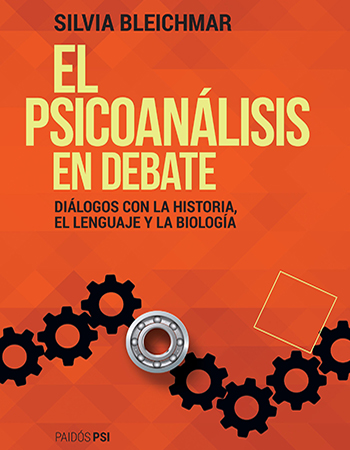 SILVIA BLEICHMAR
EL
PSICOANÁLISIS
EN DEBATE
DIÁLOGOS CON LA HISTORIA,
EL LENGUAJE Y LA BIOLOGÍA
PAIDÓS PSI